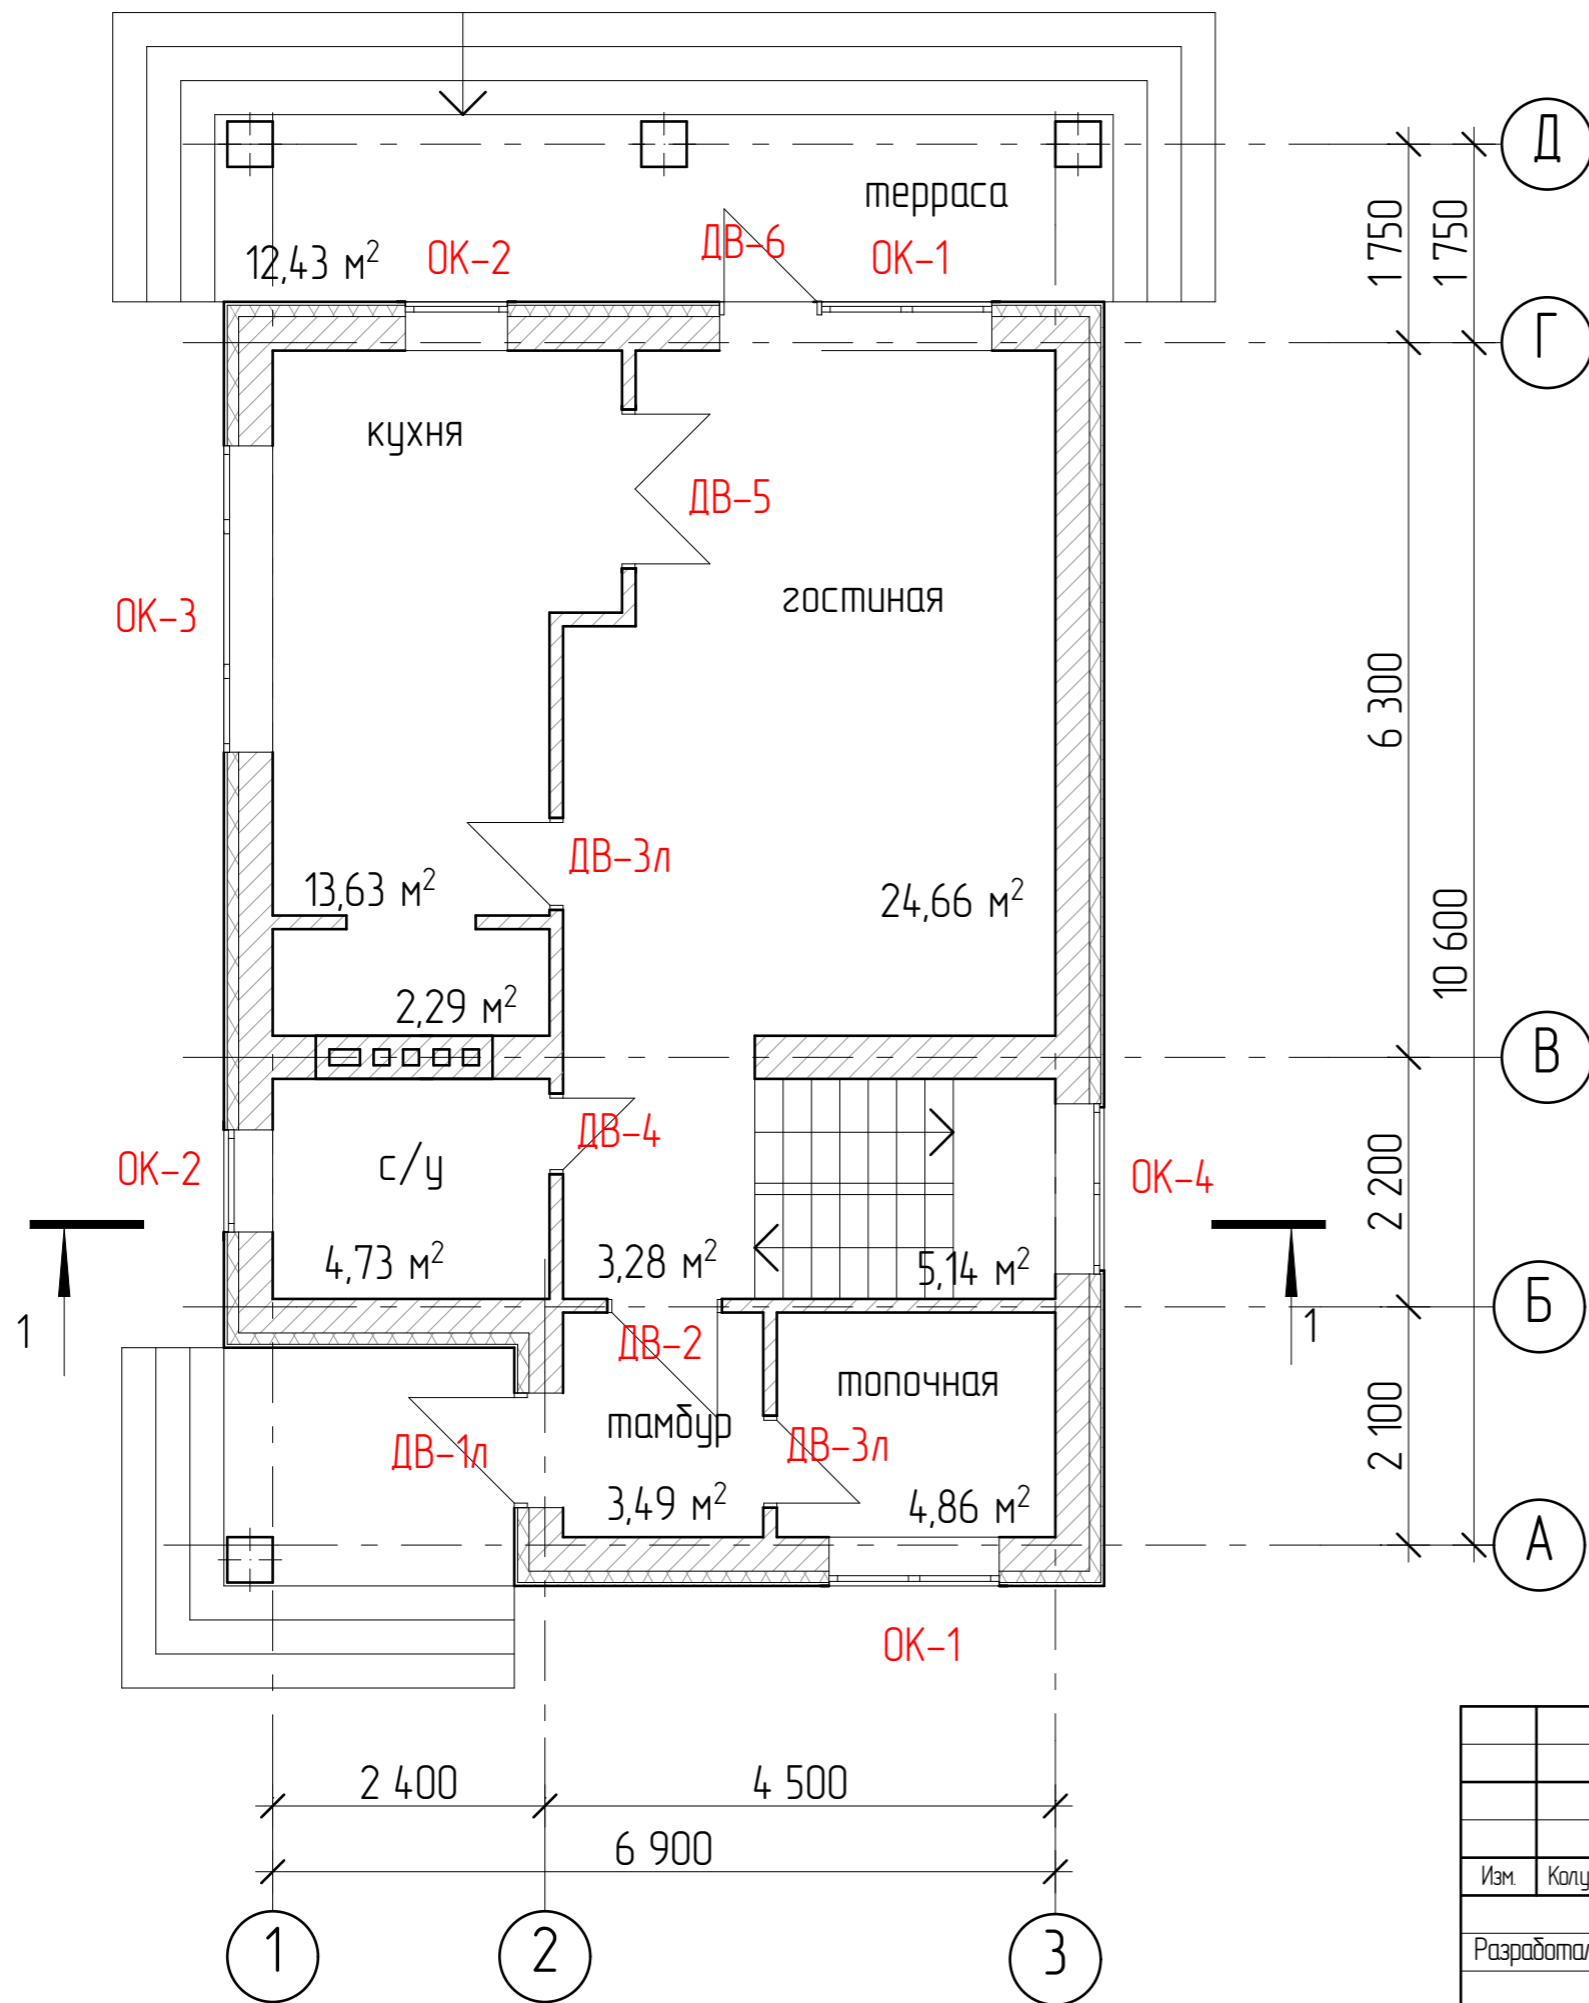 Д
терраса
ДВ-6
12,43 м²
ОК-2
ОК-1
1 750
1 750
Г
кухня
ДВ-5
гостиная
ОК-3
6 300
ДВ-3л
13,63 м²
24,66 м²
10 600
2,29 м²
В
ДВ-4
с/у
ОК-2
ОК-4
2 200
4,73 м²
3,28 м²
5,14 м²
Б
1
1
ДВ-2
топочная
тамбур
ДВ-1л
ДВ-3л
2 100
3,49 м²
4,86 м²
А
ОК-1
2 400
4 500
6 900
Изм.
Колу
Разработал
1
2
3